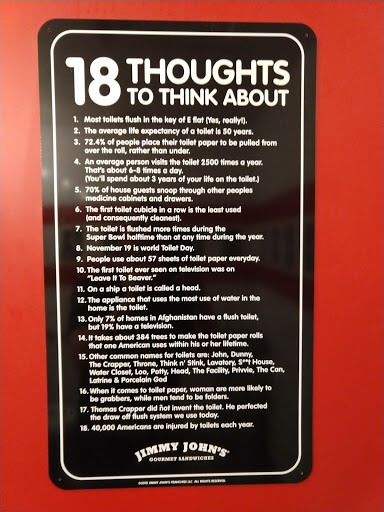 18 THOUGHTS
TO THINK ABOUT
1. Most toilets flush in the key of E flat (Yes, really!).
2. The average life expectancy of a toilet is 50 years.
3. 72.4% of people place their toilet paper to be pulled from
over the roll, rather than under.
4. An average person visits the toilet 2500 times a year.
That's about 6-8 times a day.
(You'll spend about 3 years of your life on the toilet.)
5. 70% of house guests snoop through other peoples
medicine cabinets and drawers.
6. The first toilet cubicle in a row is the least used
(and consequently cleanest).
7. The toilet is flushed more times during the
Super Bowl halftime than at any time during the year.
8. November 19 is world Toilet Day.
9. People use about 57 sheets of toilet paper everyday.
10. The first toilet ever seen on television was on
"Leave It To Beaver."
11. On a ship a toilet is called a head.
12. The appliance that uses the most use of water in the
home is the toilet.
13. Only 7% of homes in Afghanistan have a flush toilet,
but 19% have a television.
14. It takes about 384 trees to make the toilet paper rolls
that one American uses within his or her lifetime.
15. Other common names for toilets are: John, Dunny,
The Crapper, Throne, Think n' Stink, Lavatory, S**t House,
Water Closet, Loo, Potty, Head, The Facility, Privvie, The Can,
Latrine & Porcelain God
16. When it comes to toilet paper, woman are more likely to
be grabbers, while men tend to be folders.
17. Thomas Crapper did not invent the toilet. He perfected
the draw off flush system we use today.
18. 40,000 Americans are injured by toilets each year.
JIMMY JOHN'S
GOURMET SANDWICHES
JIMMY JOHN'S FRANCHISE LLC ALL RIGHTS RESERVED.